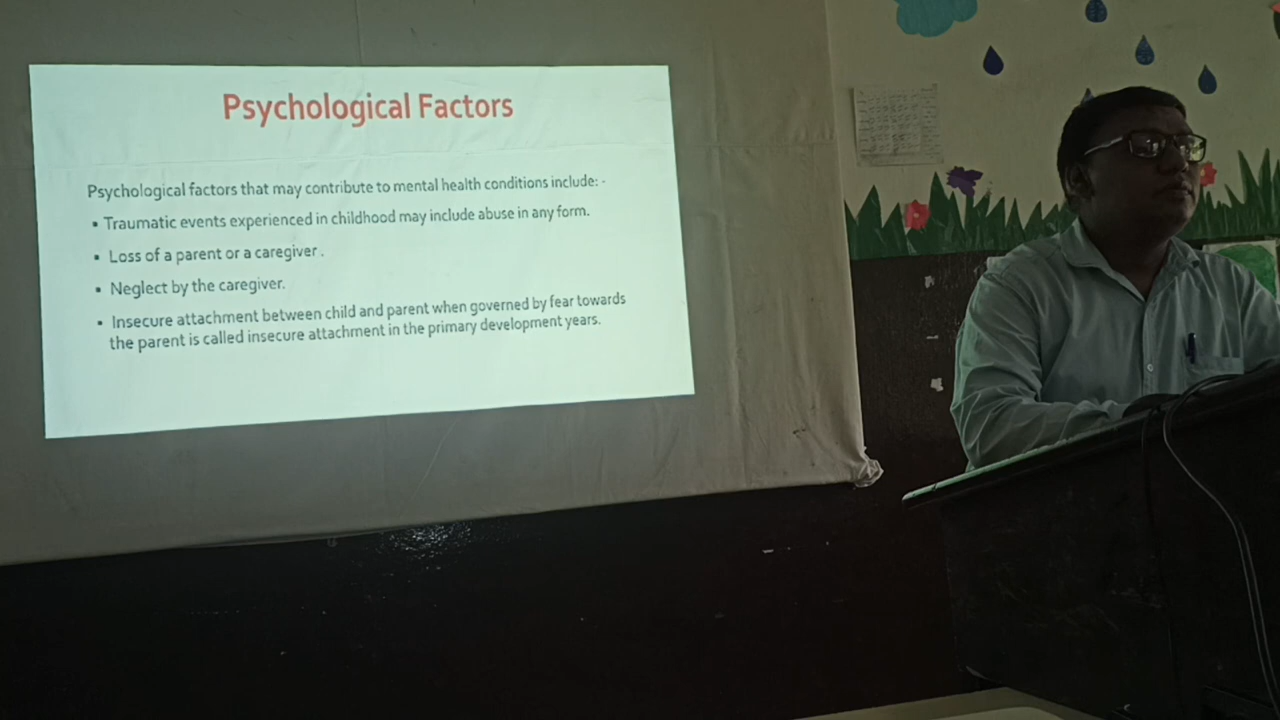 Psychological Factors
Psychological factors that may contribute to mental health conditions include: -
▪ Traumatic events experienced in childhood may include abuse in any form.
▪ Loss of a parent or a caregiver .
▪ Neglect by the caregiver.
▪ Insecure attachment between child and parent when governed by fear towards
the parent is called insecure attachment in the primary development years.